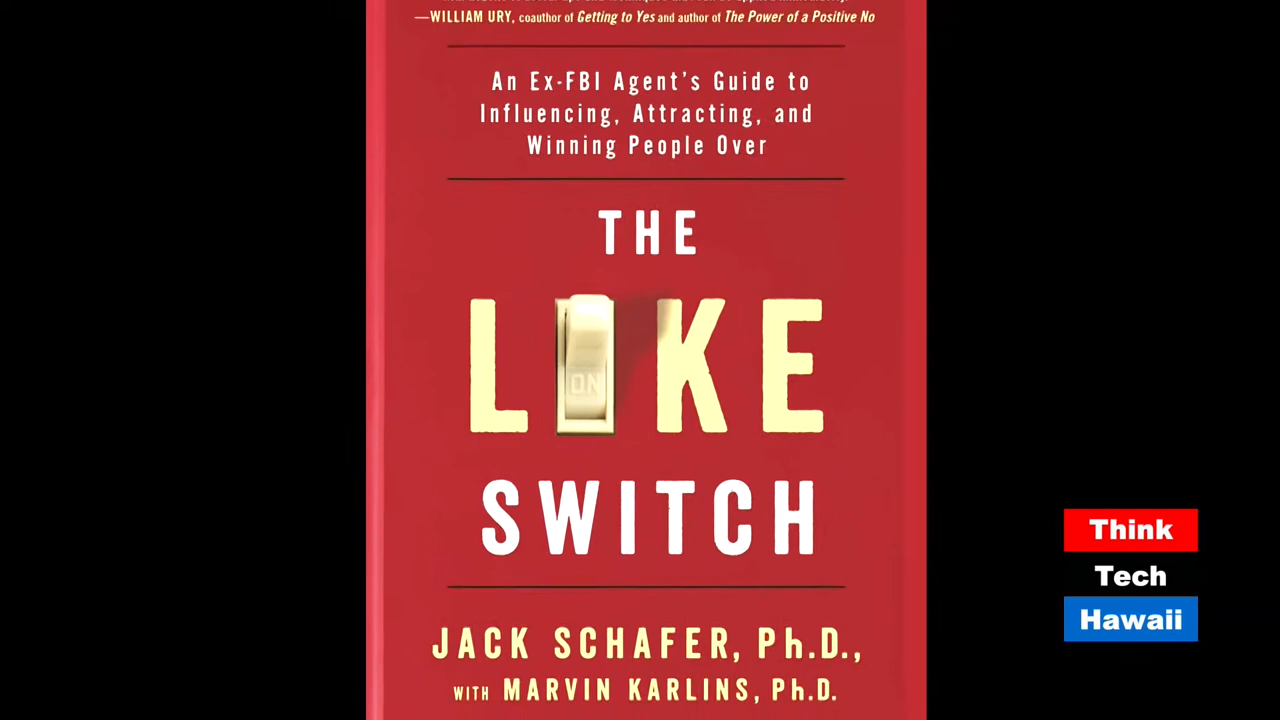 —WILLIAM URY, coauthor of Getting to Yes and author of The Power of a Positive No
An Ex-FBI Agent's Guide to
Influencing, Attracting, and
Winning People Over
THE
LIKE
ON
SWITCH
JACK SCHAFER, Ph.D.,
WITH MARVIN KARLINS, Ph.D.
Think
Tech
Hawaii